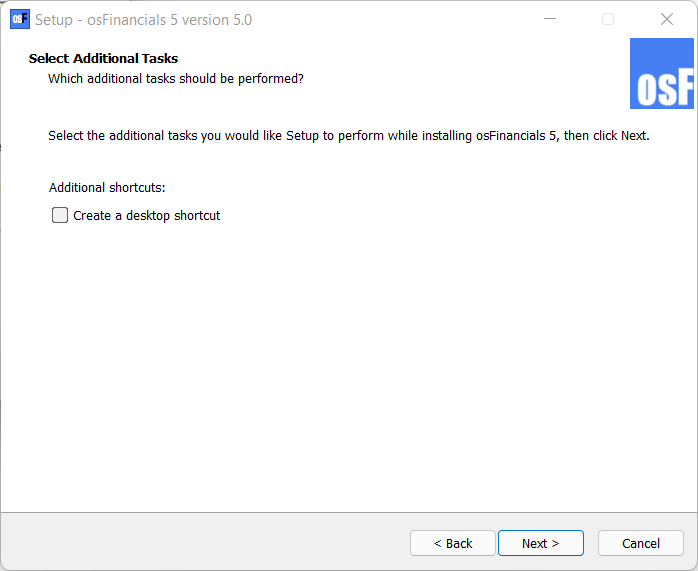 osF Setup - osFinancials 5 version 5.0
Select Additional Tasks
Which additional tasks should be performed?
osF
Select the additional tasks you would like Setup to perform while installing osFinancials 5, then click Next.
Additional shortcuts:
Create a desktop shortcut
< Back Next > Cancel